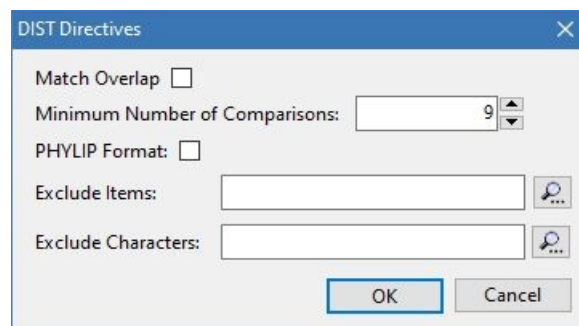 DIST Directives
Match Overlap
Minimum Number of Comparisons: 9
PHYLIP Format:
Exclude Items:
Exclude Characters:
OK Cancel